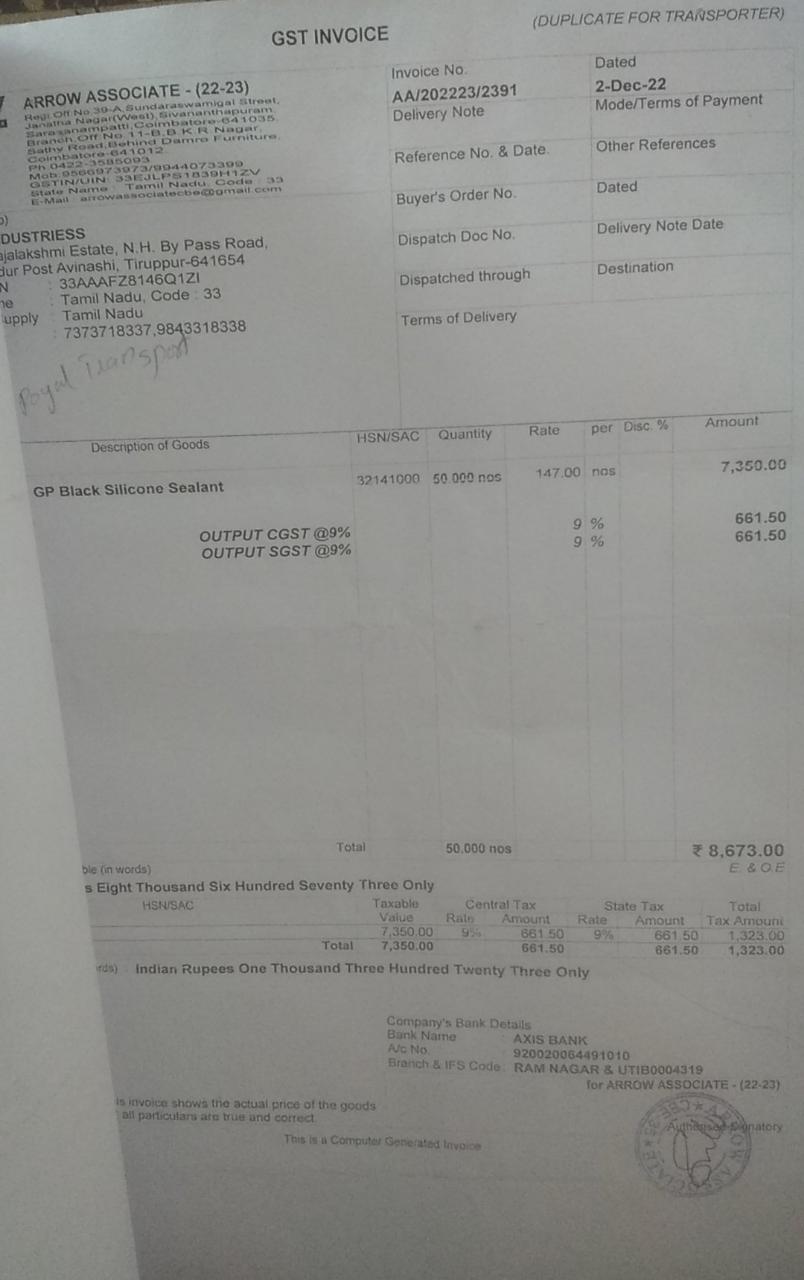 GST INVOICE
(DUPLICATE FOR TRANSPORTER)
ARROW ASSOCIATE - (22-23)
Regi.Off.No.39-A,Sundaraswamigal Street,
Janatha Nagar(West),Sivananthapuram,
Saravanampatti,Coimbatore-641035.
Branch.Off No.11-B,B.K.R.Nagar,
Sathy Road,Behind Damro Furniture,
Coimbatore-641012
Ph.0422-3585093
Mob:9566973973/9944073399
GSTIN/UIN: 33EJLPS1839H1ZV
State Name : Tamil Nadu, Code : 33
E-Mail : arrowassociatecbe@gmail.com
Invoice No.
AA/202223/2391
Dated
2-Dec-22
Delivery Note
Mode/Terms of Payment
Reference No. & Date.
Other References
Buyer's Order No.
Dated
Dispatch Doc No.
Delivery Note Date
Dispatched through
Destination
Terms of Delivery
DUSTRIESS
ajalakshmi Estate, N.H. By Pass Road,
dur Post Avinashi, Tiruppur-641654
N : 33AAAFZ8146Q1ZI
me : Tamil Nadu, Code : 33
upply : Tamil Nadu
: 7373718337,9843318338
Royal Transport
Description of Goods HSN/SAC Quantity Rate per Disc. % Amount
GP Black Silicone Sealant 32141000 50.000 nos 147.00 nos 7,350.00
OUTPUT CGST @9% 9 % 661.50
OUTPUT SGST @9% 9 % 661.50
Total 50.000 nos ₹ 8,673.00
ble (in words) E. & O.E
s Eight Thousand Six Hundred Seventy Three Only
HSN/SAC Taxable Central Tax State Tax Total
Value Rate Amount Rate Amount Tax Amount
7,350.00 9% 661.50 9% 661.50 1,323.00
Total 7,350.00 661.50 661.50 1,323.00
rds) : Indian Rupees One Thousand Three Hundred Twenty Three Only
Company's Bank Details
Bank Name : AXIS BANK
A/c No. : 920020064491010
Branch & IFS Code : RAM NAGAR & UTIB0004319
for ARROW ASSOCIATE - (22-23)
is invoice shows the actual price of the goods
all particulars are true and correct.
Authorised Signatory
This is a Computer Generated Invoice